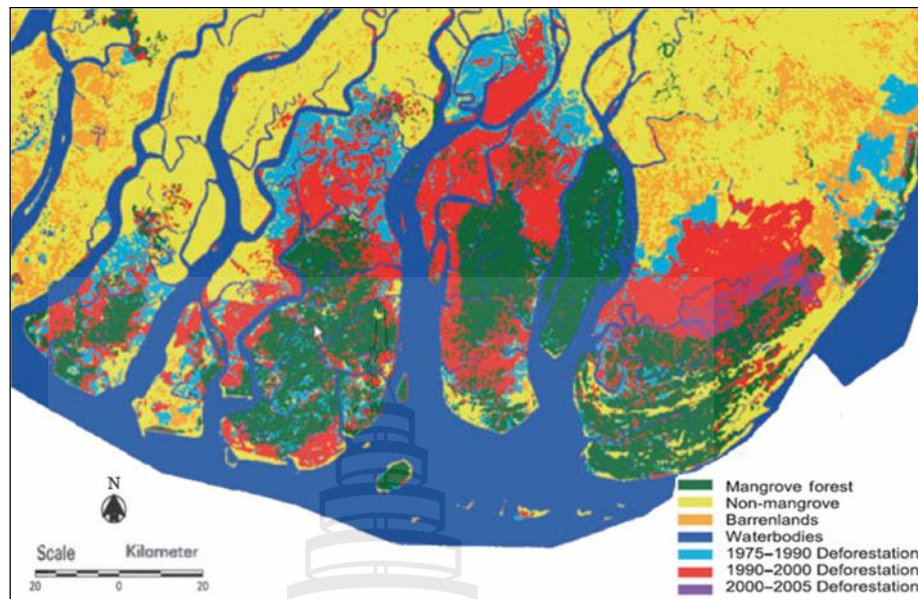 N
Scale Kilometer
20 0 20
Mangrove forest
Non-mangrove
Barrenlands
Waterbodies
1975–1990 Deforestation
1990–2000 Deforestation
2000–2005 Deforestation